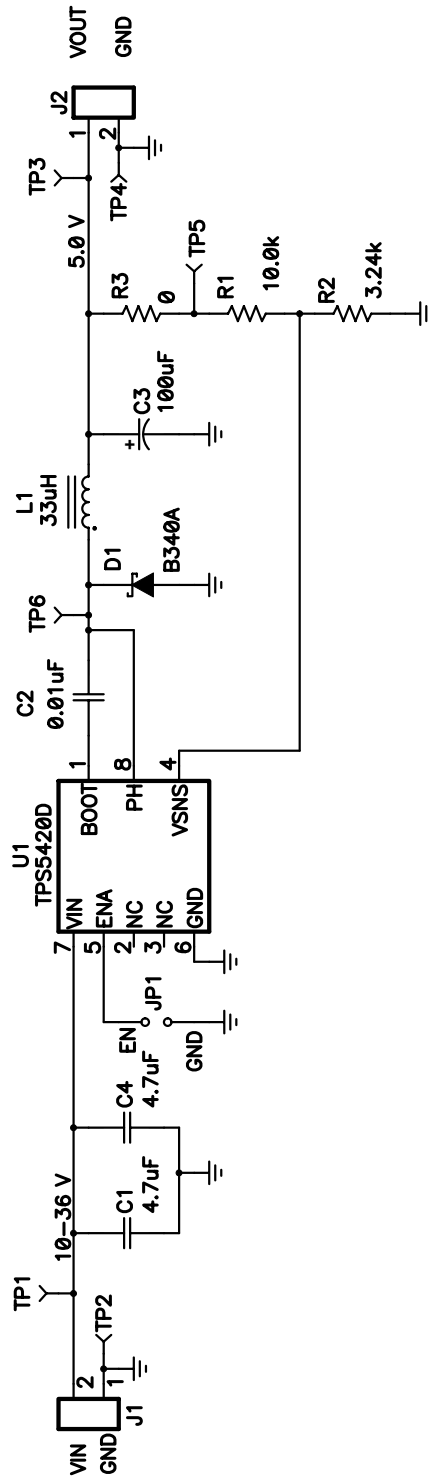 VIN
GND
J1
2
1
TP1
TP2
10-36 V
C1
4.7uF
C4
4.7uF
EN
JP1
GND
U1
TPS5420D
7
VIN
5
ENA
2
NC
3
NC
6
GND
BOOT
1
PH
8
VSNS
4
C2
0.01uF
TP6
D1
B340A
L1
33uH
+
C3
100uF
5.0 V
R3
0
TP5
R1
10.0k
R2
3.24k
TP3
TP4
J2
1
2
VOUT
GND